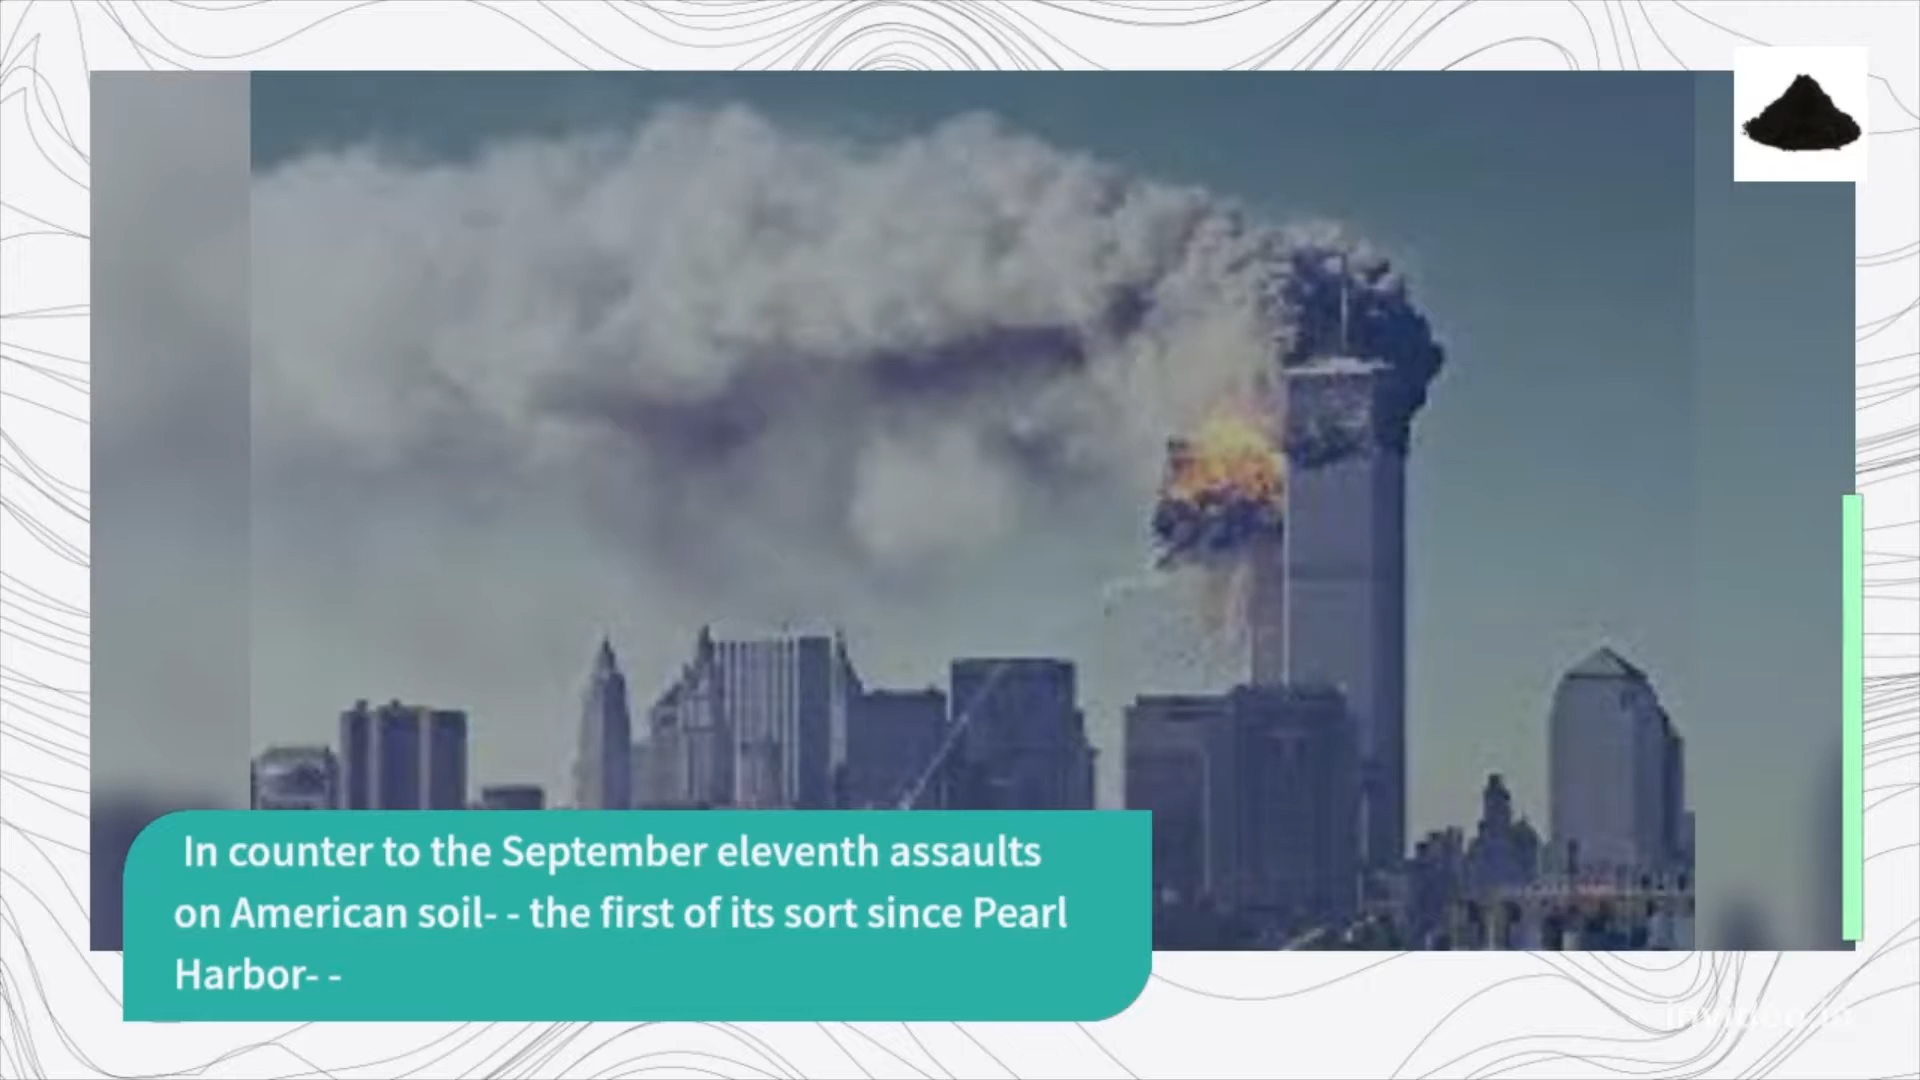 In counter to the September eleventh assaults
on American soil- - the first of its sort since Pearl
Harbor- -